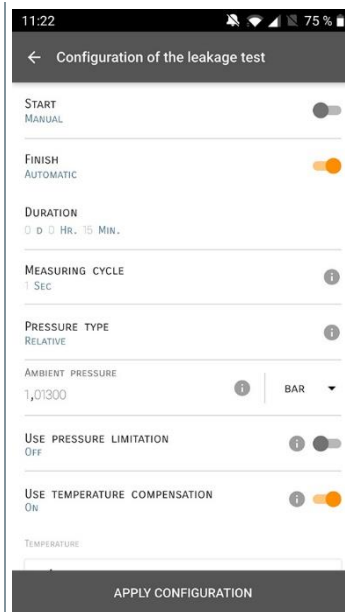 11:22 75 %
Configuration of the leakage test
START
MANUAL
FINISH
AUTOMATIC
DURATION
0 D 0 HR. 15 MIN.
MEASURING CYCLE
1 SEC
PRESSURE TYPE
RELATIVE
AMBIENT PRESSURE
1,01300 BAR
USE PRESSURE LIMITATION
OFF
USE TEMPERATURE COMPENSATION
ON
TEMPERATURE
APPLY CONFIGURATION